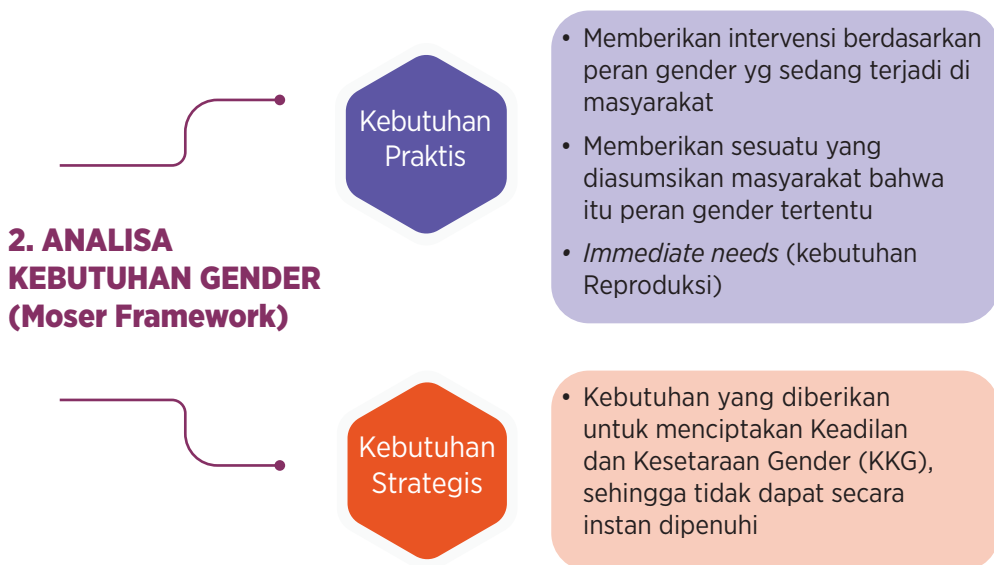 2. ANALISA
KEBUTUHAN GENDER
(Moser Framework)
Kebutuhan
Praktis
• Memberikan intervensi berdasarkan
peran gender yg sedang terjadi di
masyarakat
• Memberikan sesuatu yang
diasumsikan masyarakat bahwa
itu peran gender tertentu
• Immediate needs (kebutuhan
Reproduksi)
Kebutuhan
Strategis
• Kebutuhan yang diberikan
untuk menciptakan Keadilan
dan Kesetaraan Gender (KKG),
sehingga tidak dapat secara
instan dipenuhi